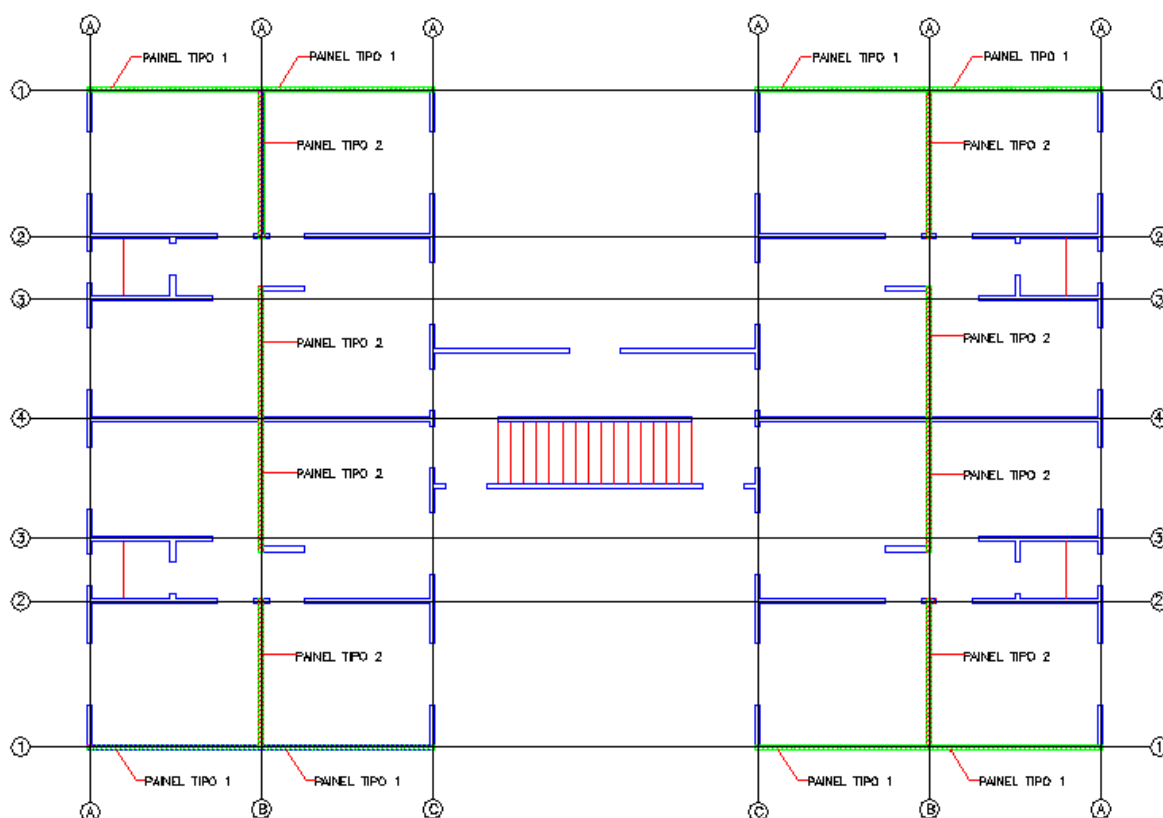 A A A A A A
PAINEL TIPO 1 PAINEL TIPO 1 PAINEL TIPO 1 PAINEL TIPO 1
1 1
PAINEL TIPO 2 PAINEL TIPO 2
2 2
3 3
PAINEL TIPO 2 PAINEL TIPO 2
4 4
PAINEL TIPO 2 PAINEL TIPO 2
3 3
2 2
PAINEL TIPO 2 PAINEL TIPO 2
1 1
PAINEL TIPO 1 PAINEL TIPO 1 PAINEL TIPO 1 PAINEL TIPO 1
A B C C B A